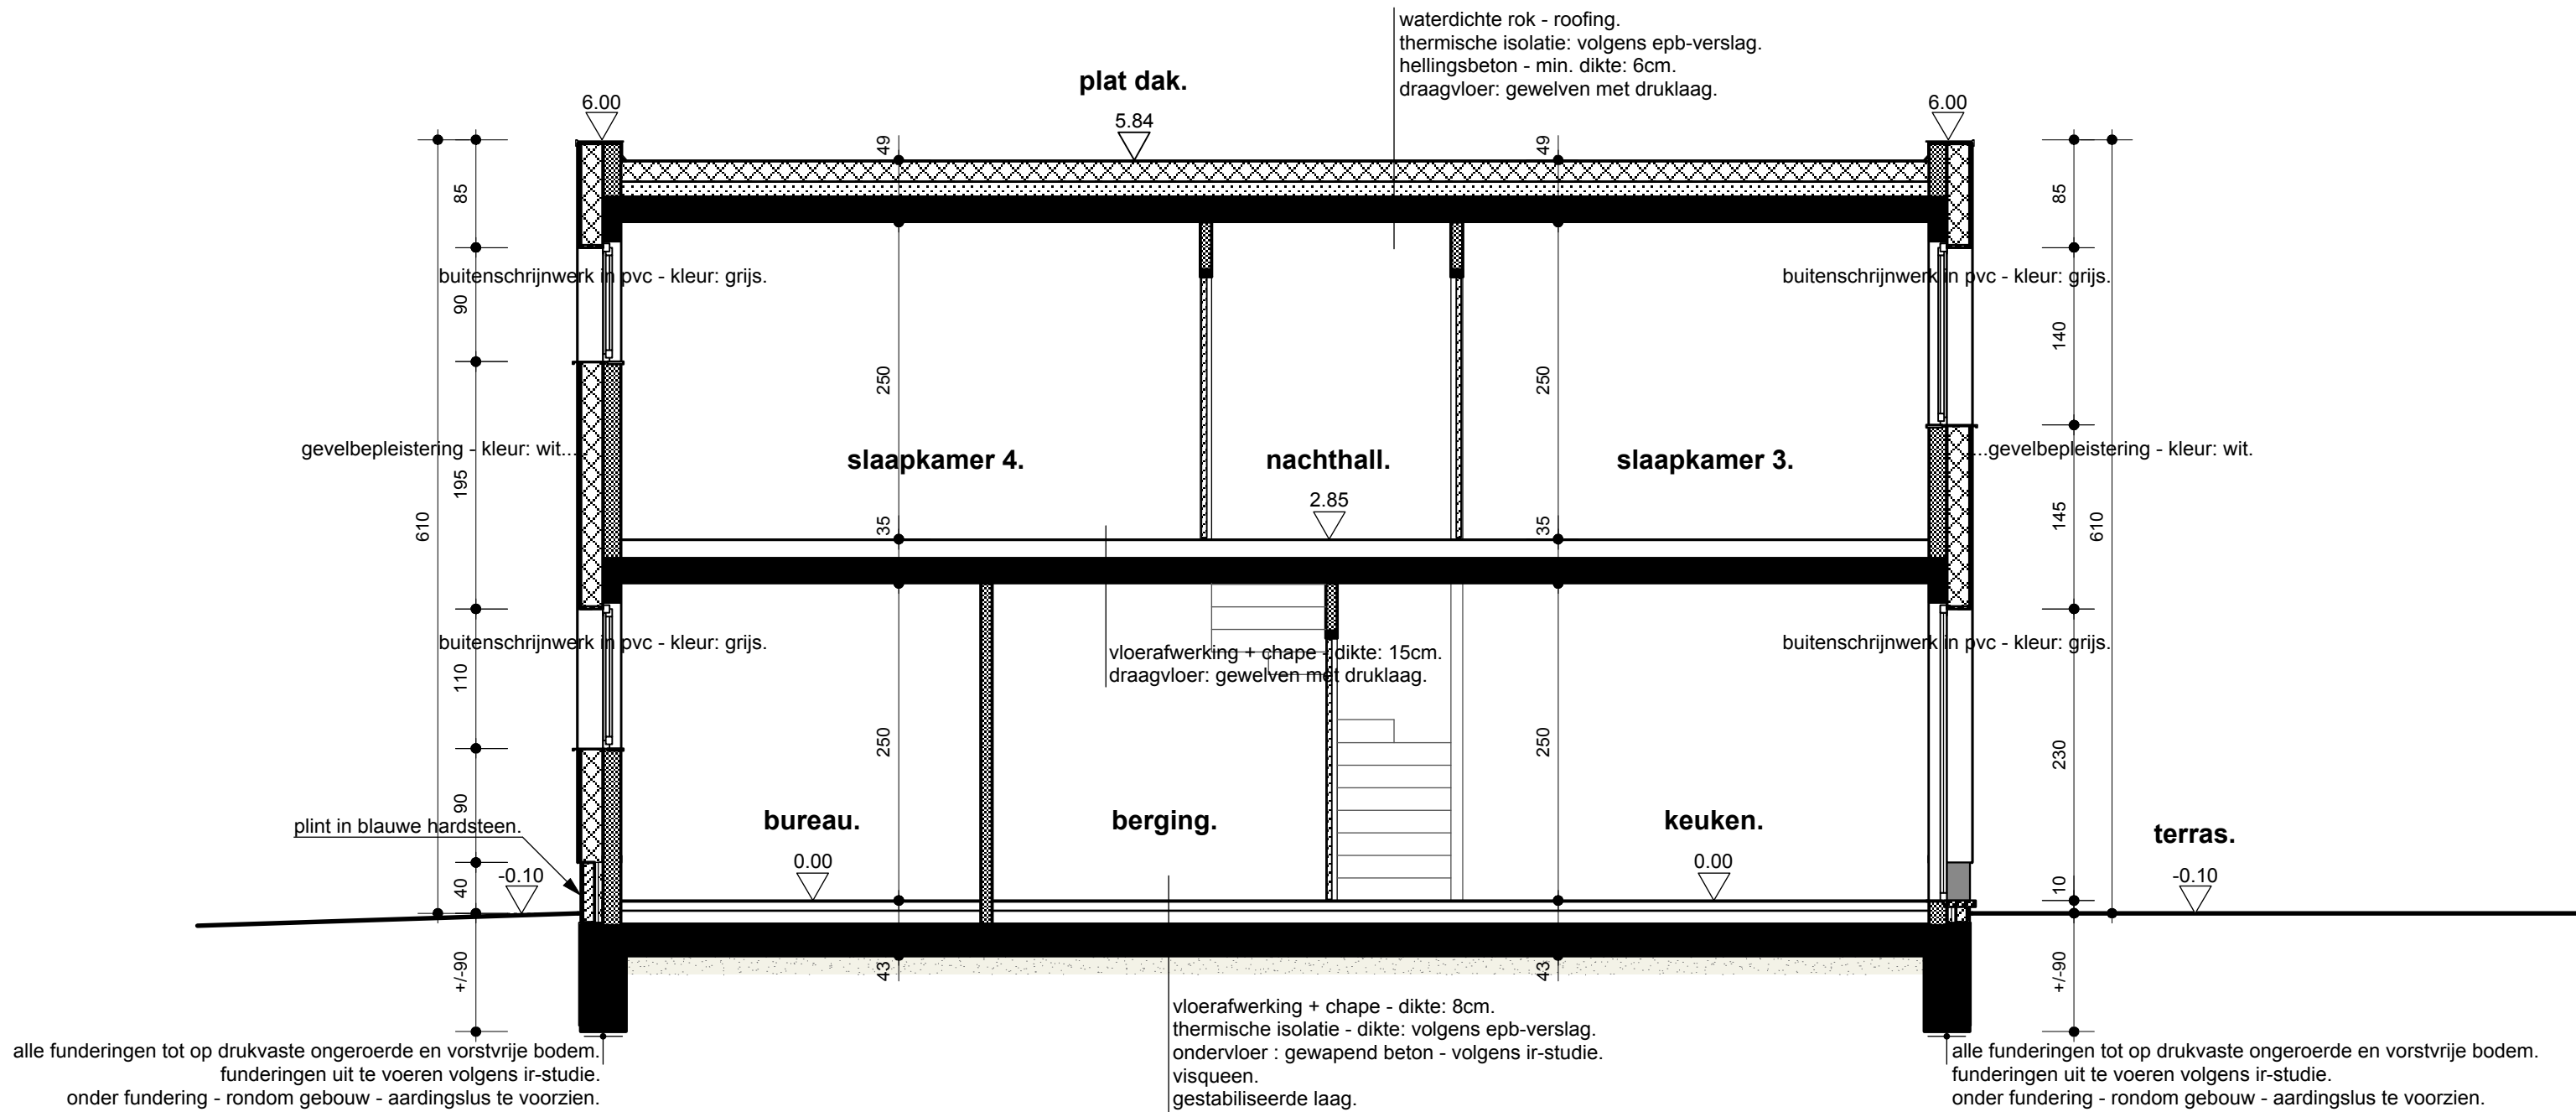 waterdichte rok - roofing.
thermische isolatie: volgens epb-verslag.
hellingsbeton - min. dikte: 6cm.
draagvloer: gewelven met druklaag.
plat dak.
6.00
5.84
6.00
49
49
85
85
buitenschrijnwerk in pvc - kleur: grijs.
buitenschrijnwerk in pvc - kleur: grijs.
90
140
250
250
gevelbepleistering - kleur: wit...
...gevelbepleistering - kleur: wit.
slaapkamer 4.
nachthall.
slaapkamer 3.
195
2.85
610
35
35
145
610
buitenschrijnwerk in pvc - kleur: grijs.
buitenschrijnwerk in pvc - kleur: grijs.
vloerafwerking + chape - dikte: 15cm.
draagvloer: gewelven met druklaag.
110
250
250
230
90
bureau.
berging.
keuken.
plint in blauwe hardsteen.
terras.
0.00
0.00
40
-0.10
10
-0.10
+/-90
43
43
+/-90
vloerafwerking + chape - dikte: 8cm.
thermische isolatie - dikte: volgens epb-verslag.
ondervloer : gewapend beton - volgens ir-studie.
visqueen.
gestabiliseerde laag.
alle funderingen tot op drukvaste ongeroerde en vorstvrije bodem.
funderingen uit te voeren volgens ir-studie.
onder fundering - rondom gebouw - aardingslus te voorzien.
alle funderingen tot op drukvaste ongeroerde en vorstvrije bodem.
funderingen uit te voeren volgens ir-studie.
onder fundering - rondom gebouw - aardingslus te voorzien.